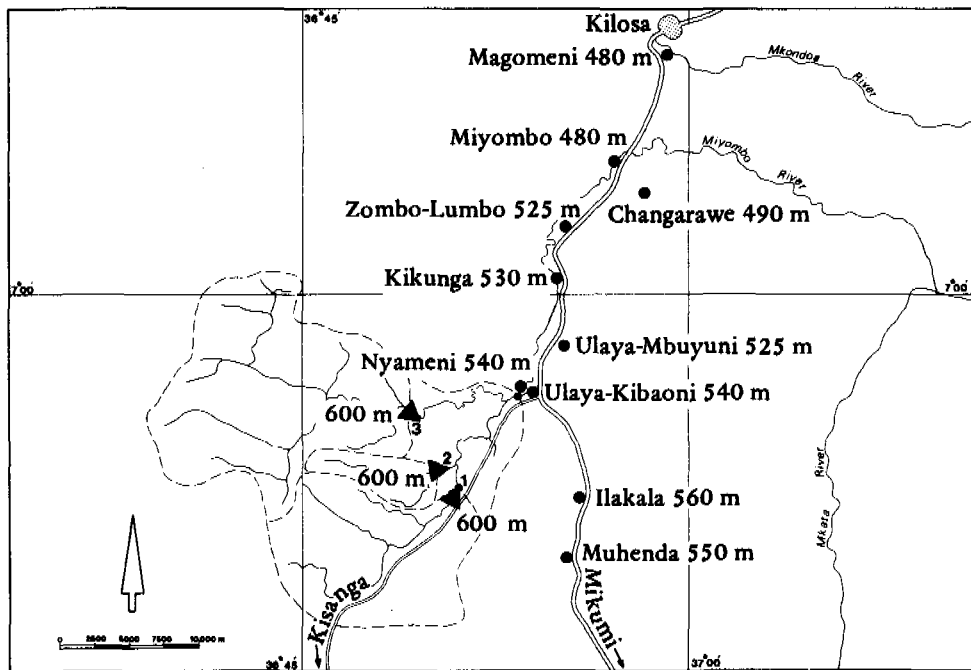 36°45'
Kilosa
Magomeni 480 m
Mkondoa River
Miyombo 480 m
Miyombo River
Zombo-Lumbo 525 m
Changarawe 490 m
Kikunga 530 m
7°00'
7°00'
Ulaya-Mbuyuni 525 m
Nyameni 540 m
Ulaya-Kibaoni 540 m
600 m
3
600 m
2
1
600 m
Ilakala 560 m
Mkata River
Muhenda 550 m
Kisanga
Mikumi
0 2500 5000 7500 10,000 m
36°45'
37°00'